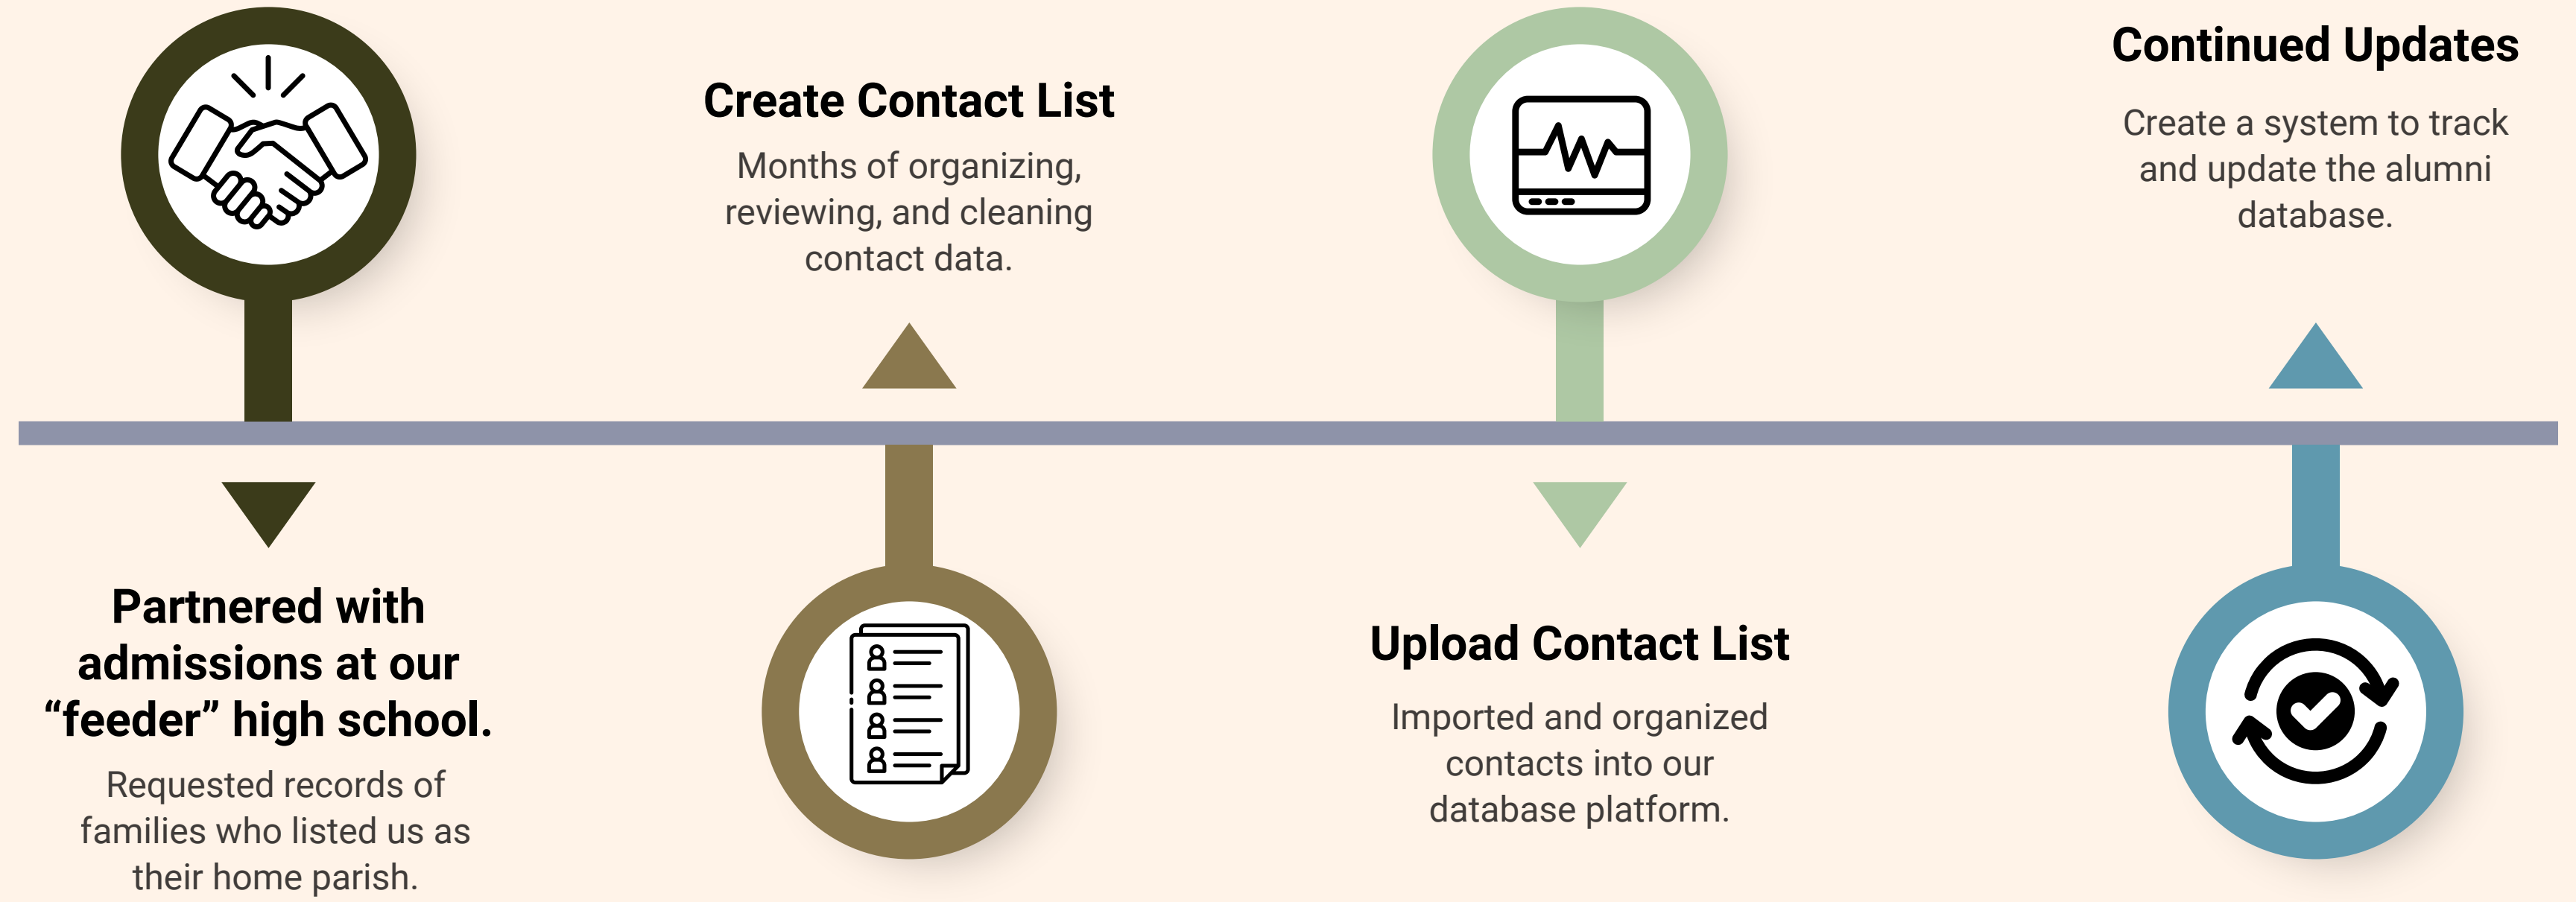 Partnered with
admissions at our
“feeder” high school.
Requested records of
families who listed us as
their home parish.
Create Contact List
Months of organizing,
reviewing, and cleaning
contact data.
Upload Contact List
Imported and organized
contacts into our
database platform.
Continued Updates
Create a system to track
and update the alumni
database.